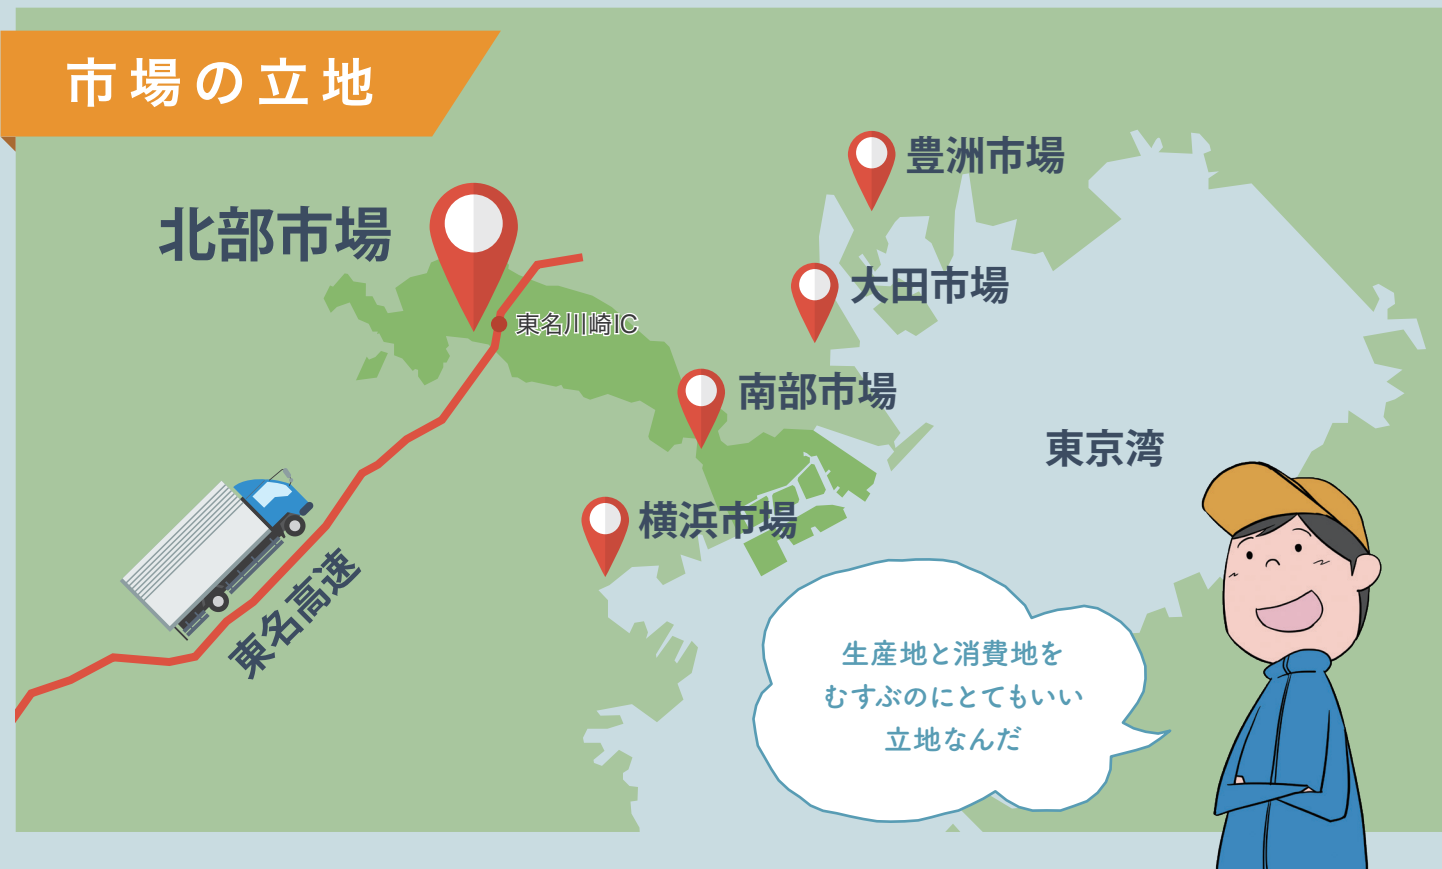 市場の立地
豊洲市場
北部市場
大田市場
東名川崎IC
南部市場
東京湾
横浜市場
東名高速
生産地と消費地を
むすぶのにとてもいい
立地なんだ